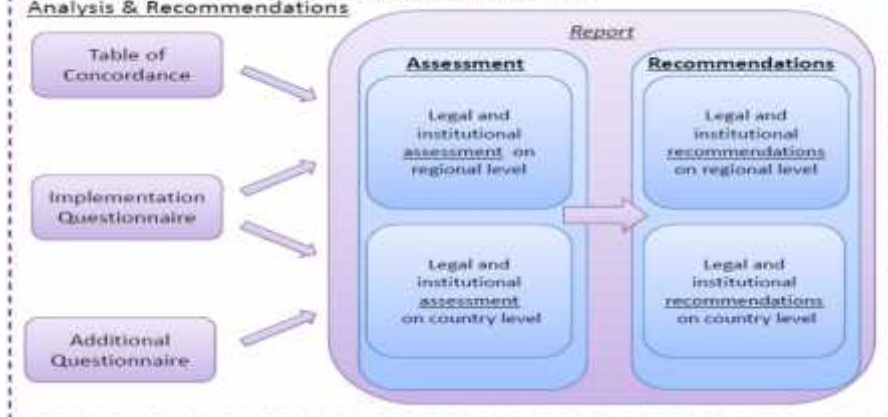 Analysis & Recommendations
Table of
Concordance
Implementation
Questionnaire
Additional
Questionnaire
Report
Assessment
Legal and
institutional
assessment on
regional level
Legal and
institutional
assessment
on country level
Recommendations
Legal and
institutional
recommendations
on regional level
Legal and
institutional
recommendations
on country level